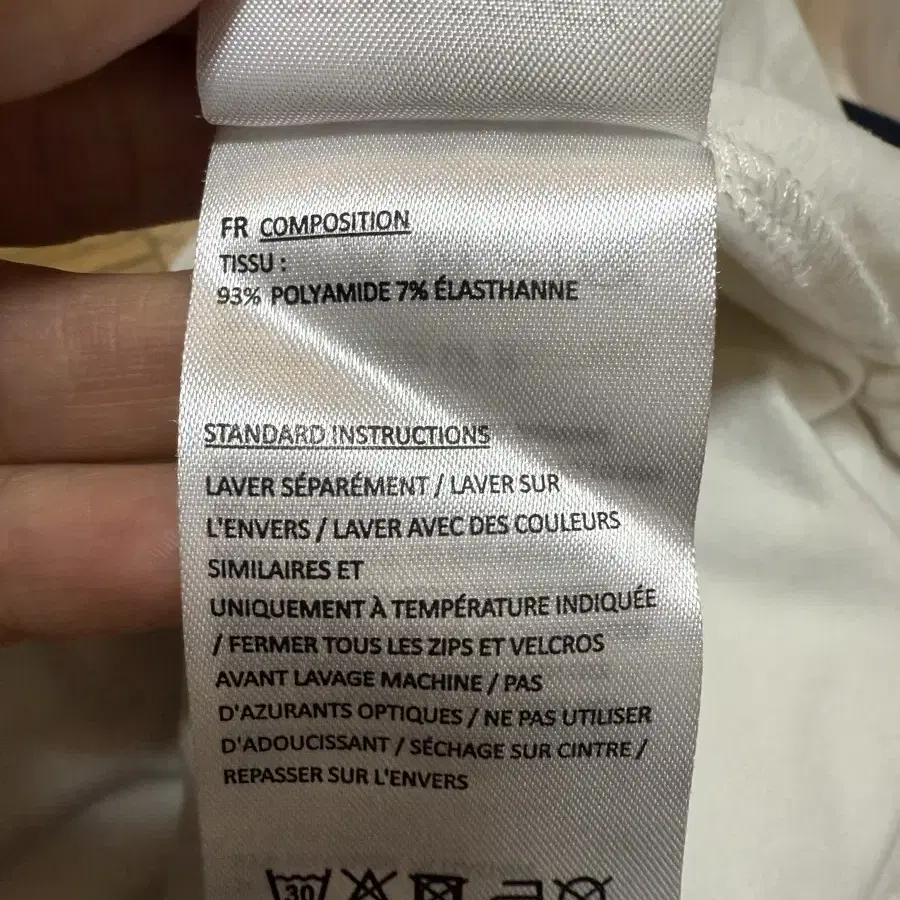 FR COMPOSITION
TISSU :
93% POLYAMIDE 7% ÉLASTHANNE
STANDARD INSTRUCTIONS
LAVER SÉPARÉMENT / LAVER SUR
L'ENVERS / LAVER AVEC DES COULEURS
SIMILAIRES ET
UNIQUEMENT À TEMPÉRATURE INDIQUÉE
/ FERMER TOUS LES ZIPS ET VELCROS
AVANT LAVAGE MACHINE / PAS
D'AZURANTS OPTIQUES / NE PAS UTILISER
D'ADOUCISSANT / SÉCHAGE SUR CINTRE /
REPASSER SUR L'ENVERS
30